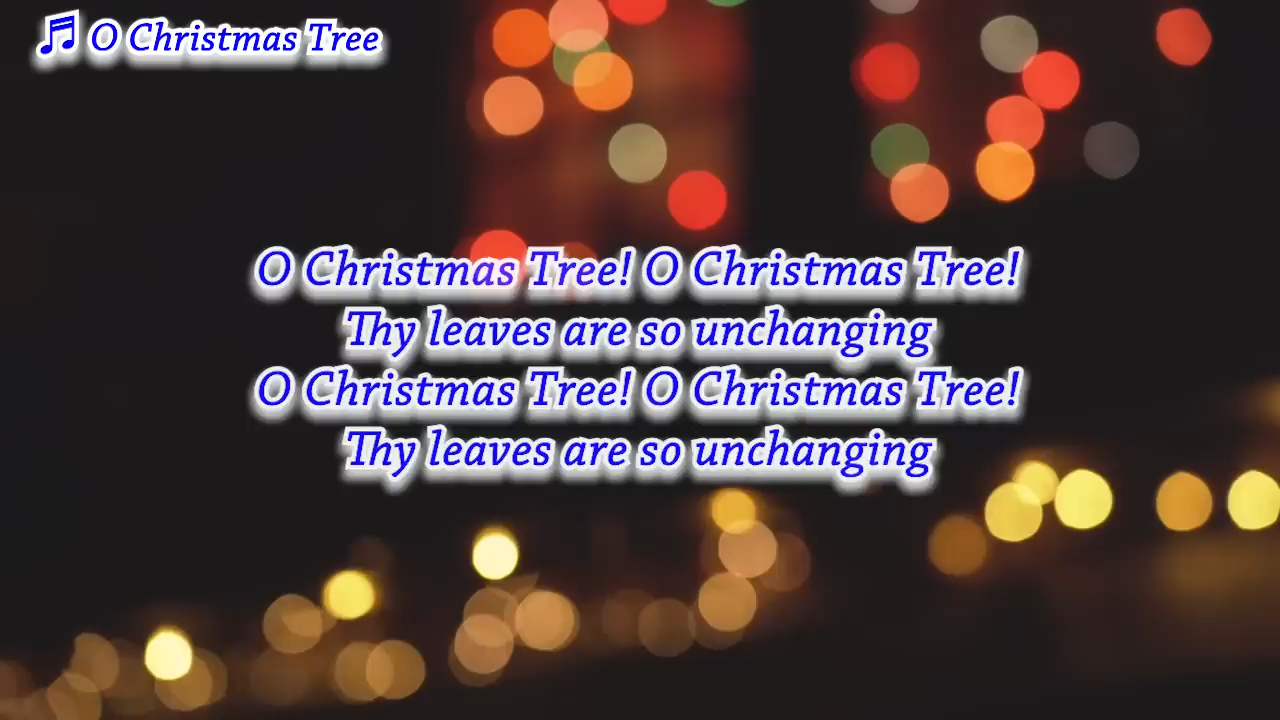 🎵 O Christmas Tree
O Christmas Tree! O Christmas Tree!
Thy leaves are so unchanging
O Christmas Tree! O Christmas Tree!
Thy leaves are so unchanging